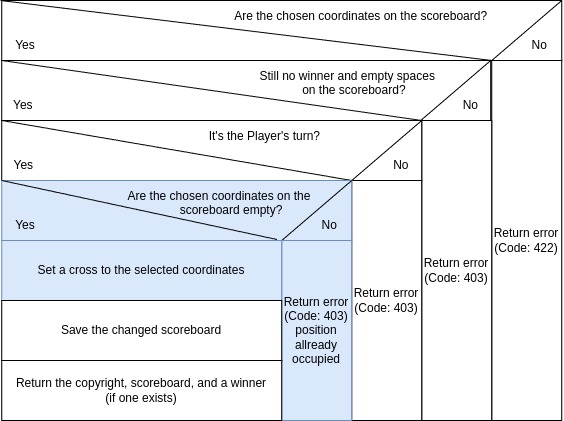 Are the chosen coordinates on the scoreboard?
Yes
No
Still no winner and empty spaces
on the scoreboard?
Yes
No
It's the Player's turn?
Yes
No
Are the chosen coordinates on the
scoreboard empty?
Yes
No
Set a cross to the selected coordinates
Save the changed scoreboard
Return the copyright, scoreboard, and a winner
(if one exists)
Return error
(Code: 403)
position
allready
occupied
Return error
(Code: 403)
Return error
(Code: 403)
Return error
(Code: 422)